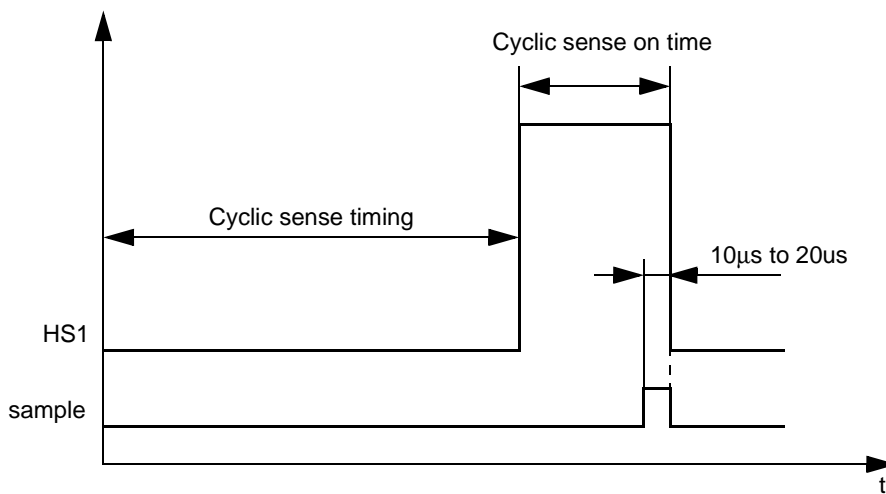 Cyclic sense on time
Cyclic sense timing
10μs to 20us
HS1
sample
t